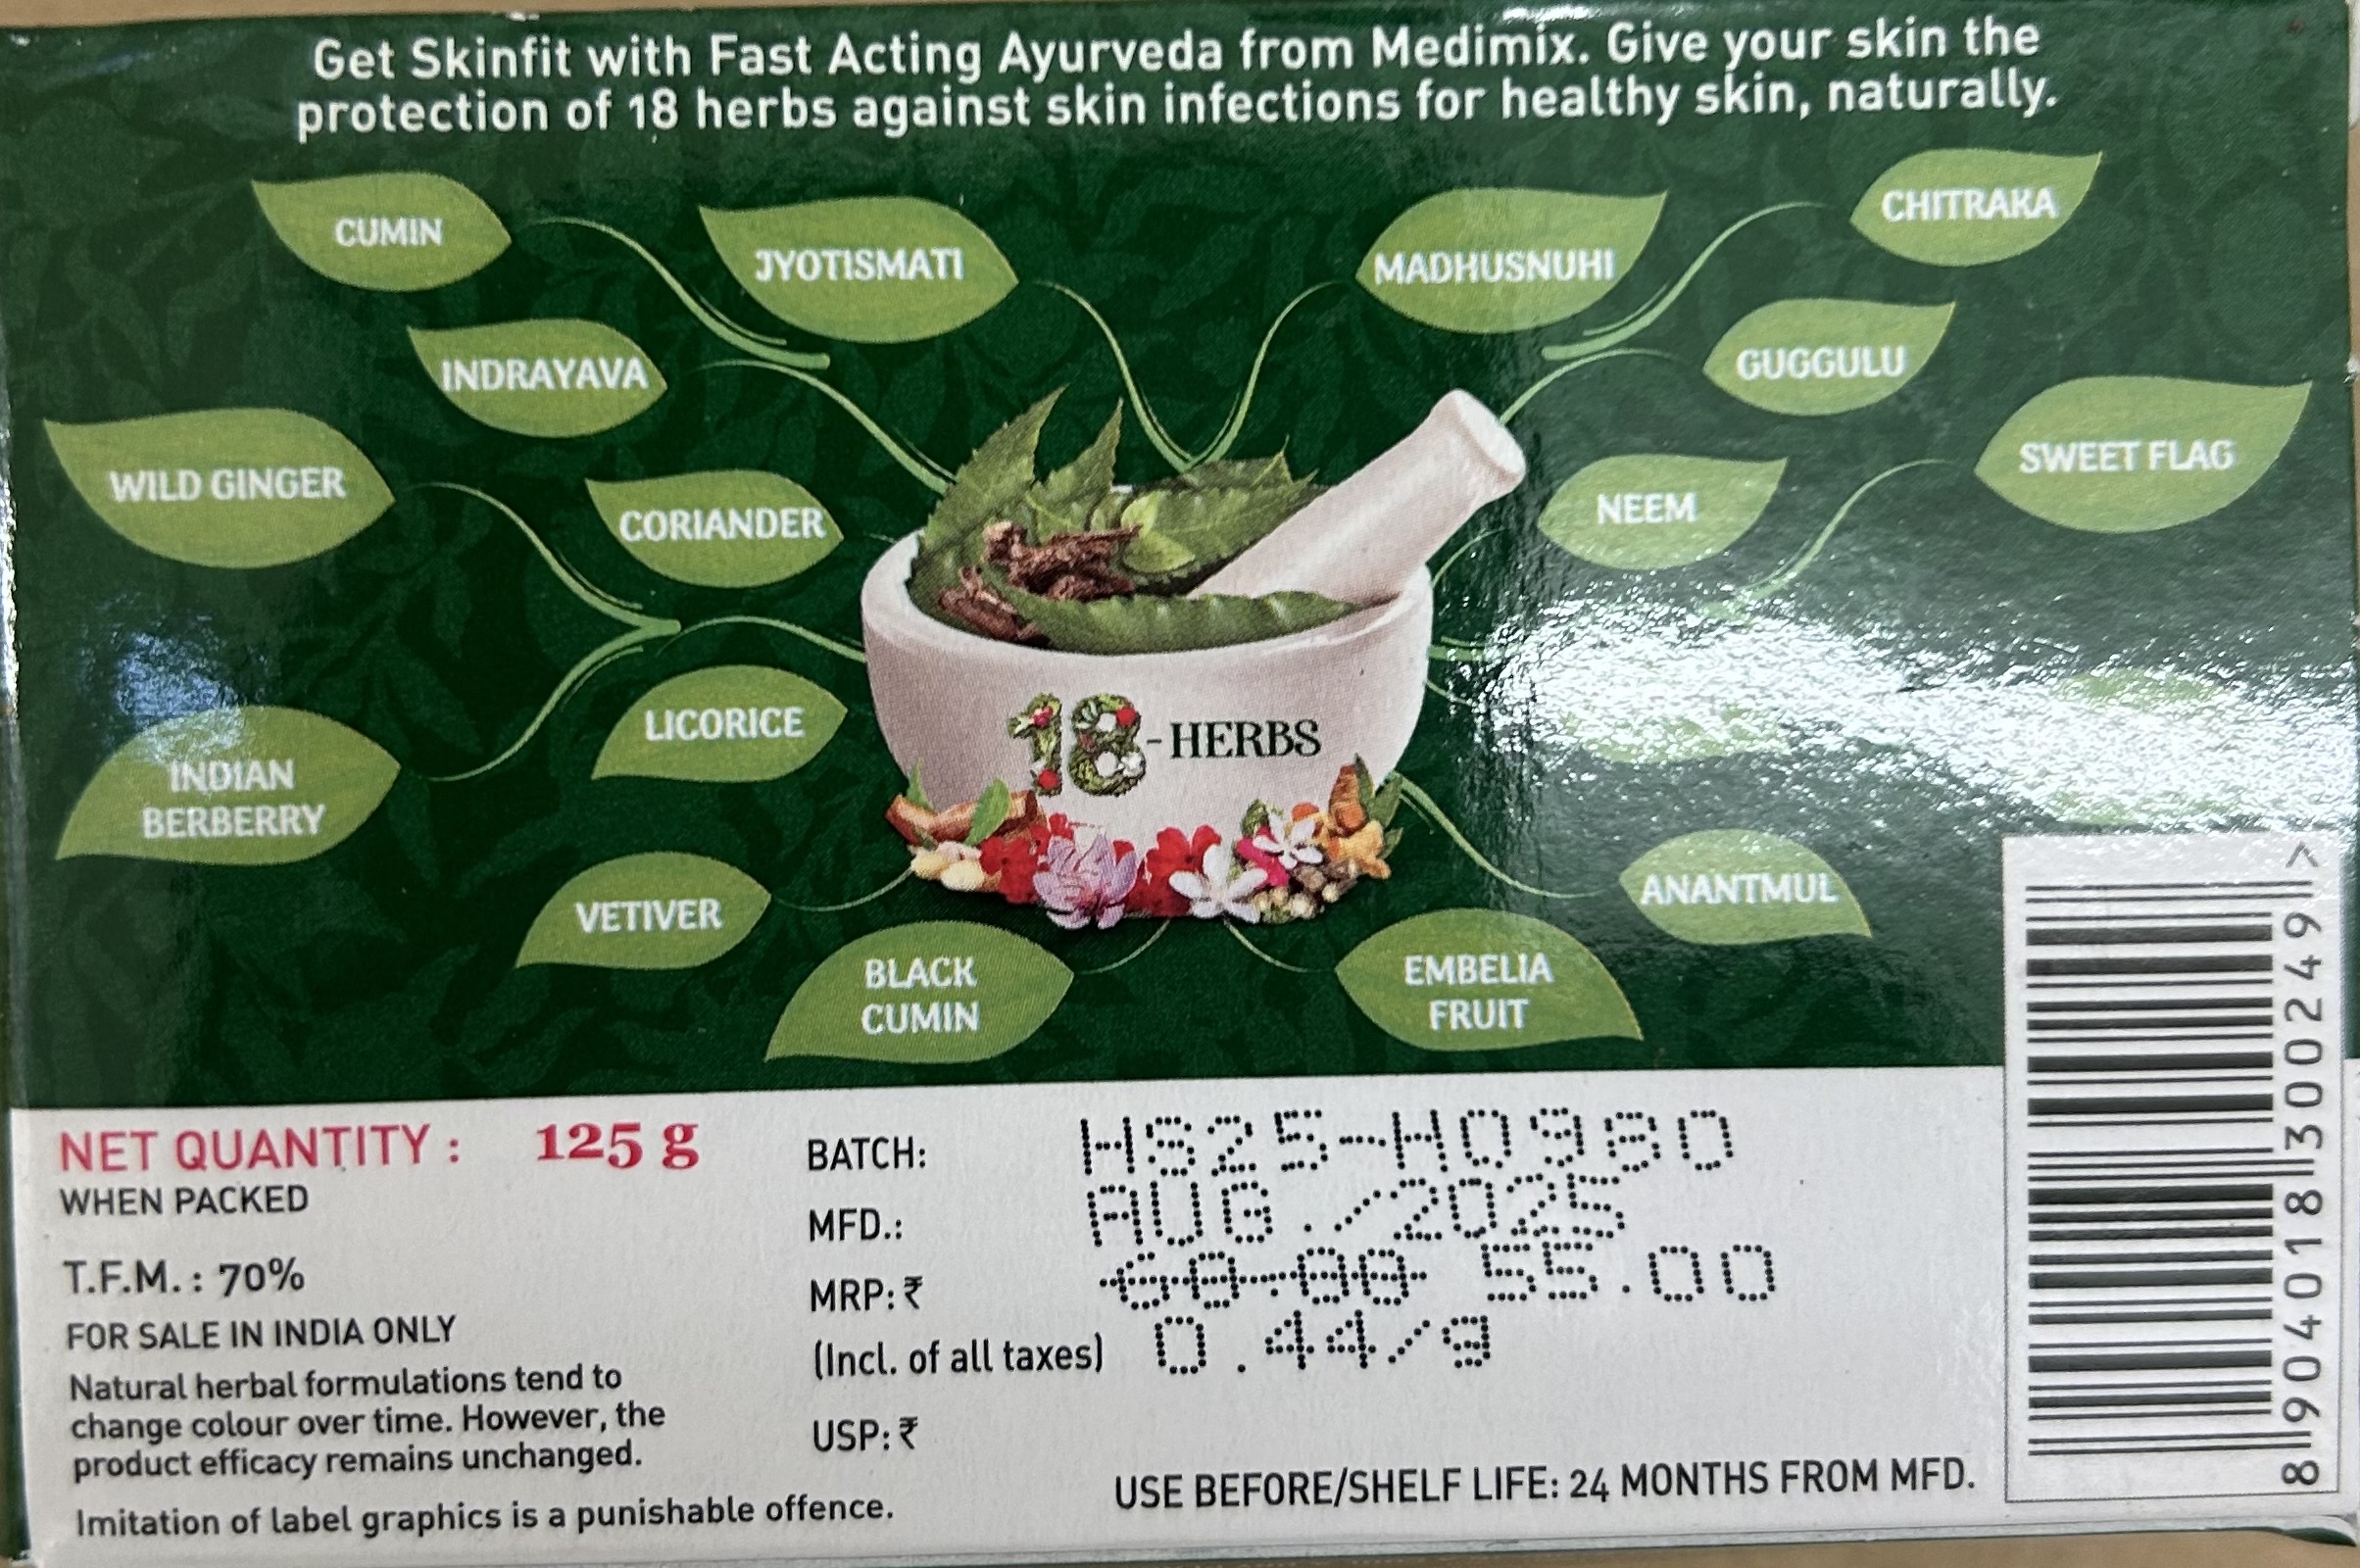 Get Skinfit with Fast Acting Ayurveda from Medimix. Give your skin the
protection of 18 herbs against skin infections for healthy skin, naturally.
CUMIN
JYOTISMATI
MADHUSNUHI
CHITRAKA
INDRAYAVA
GUGGULU
WILD GINGER
SWEET FLAG
CORIANDER
NEEM
LICORICE
18-HERBS
INDIAN
BERBERRY
VETIVER
ANANTMUL
BLACK
CUMIN
EMBELIA
FRUIT
NET QUANTITY : 125 g
WHEN PACKED
T.F.M. : 70%
FOR SALE IN INDIA ONLY
Natural herbal formulations tend to
change colour over time. However, the
product efficacy remains unchanged.
Imitation of label graphics is a punishable offence.
BATCH: HS25-H0980
MFD.: AUG./2025
MRP: ₹ 60.00 55.00
(Incl. of all taxes) 0.44/g
USP: ₹
USE BEFORE/SHELF LIFE: 24 MONTHS FROM MFD.
8 904018 300249 >